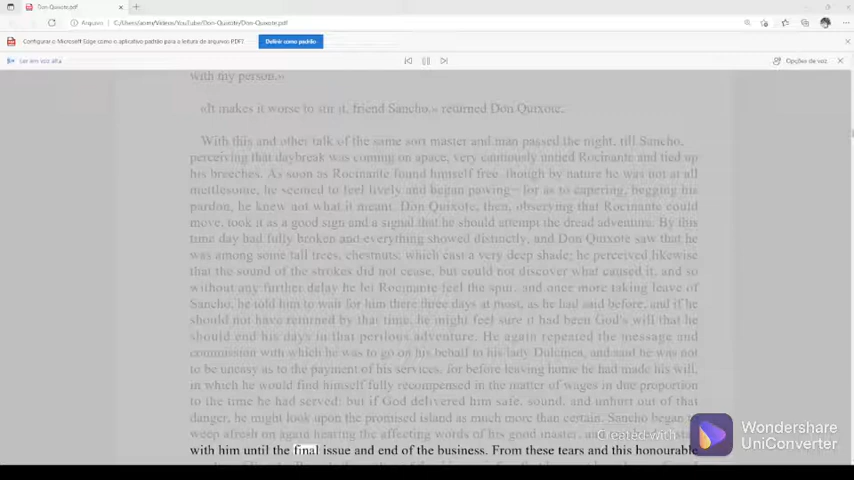 Don-Quixote.pdf
Arquivo
C:/Users/aoml/Videos/YouTube/Don-Quixote/Don-Quixote.pdf
Configurar o Microsoft Edge como o aplicativo padrão para a leitura de arquivos PDF?
Definir como padrão
Ler em voz alta
Opções de voz
with my person.»
«It makes it worse to stir it, friend Sancho,» returned Don Quixote.
With this and other talk of the same sort master and man passed the night, till Sancho,
perceiving that daybreak was coming on apace, very cautiously untied Rocinante and tied up
his breeches. As soon as Rocinante found himself free, though by nature he was not at all
mettlesome, he seemed to feel lively and began pawing—for as to capering, begging his
pardon, he knew not what it meant. Don Quixote, then, observing that Rocinante could
move, took it as a good sign and a signal that he should attempt the dread adventure. By this
time day had fully broken and everything showed distinctly, and Don Quixote saw that he
was among some tall trees, chestnuts, which cast a very deep shade; he perceived likewise
that the sound of the strokes did not cease, but could not discover what caused it, and so
without any further delay he let Rocinante feel the spur, and once more taking leave of
Sancho, he told him to wait for him there three days at most, as he had said before, and if he
should not have returned by that time, he might feel sure it had been God's will that he
should end his days in that perilous adventure. He again repeated the message and
commission with which he was to go on his behalf to his lady Dulcinea, and said he was not
to be uneasy as to the payment of his services, for before leaving home he had made his will,
in which he would find himself fully recompensed in the matter of wages in due proportion
to the time he had served; but if God delivered him safe, sound, and unhurt out of that
danger, he might look upon the promised island as much more than certain. Sancho began to
weep afresh on again hearing the affecting words of his good master, and
with him until the final issue and end of the business. From these tears and this honourable
Created with
Wondershare
UniConverter